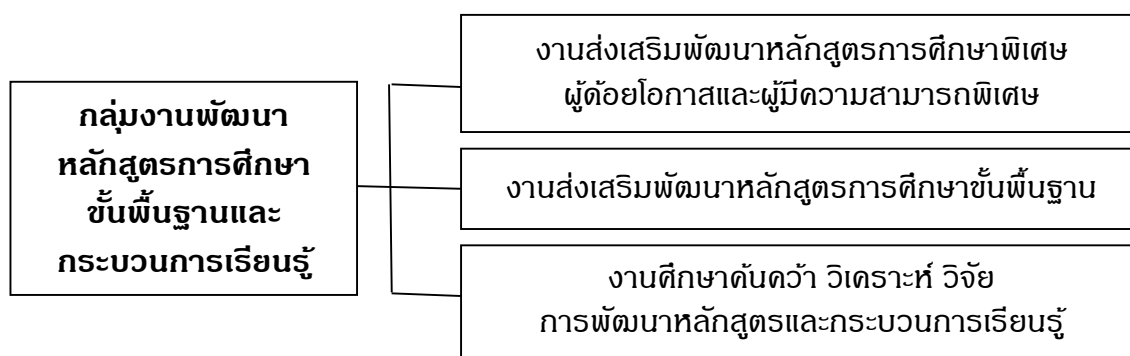 งานส่งเสริมพัฒนาหลักสูตรการศึกษาพิเศษ
ผู้ด้อยโอกาสและผู้มีความสามารถพิเศษ
กลุ่มงานพัฒนา
หลักสูตรการศึกษา
ขั้นพื้นฐานและ
กระบวนการเรียนรู้
งานส่งเสริมพัฒนาหลักสูตรการศึกษาขั้นพื้นฐาน
งานศึกษาค้นคว้า วิเคราะห์ วิจัย
การพัฒนาหลักสูตรและกระบวนการเรียนรู้